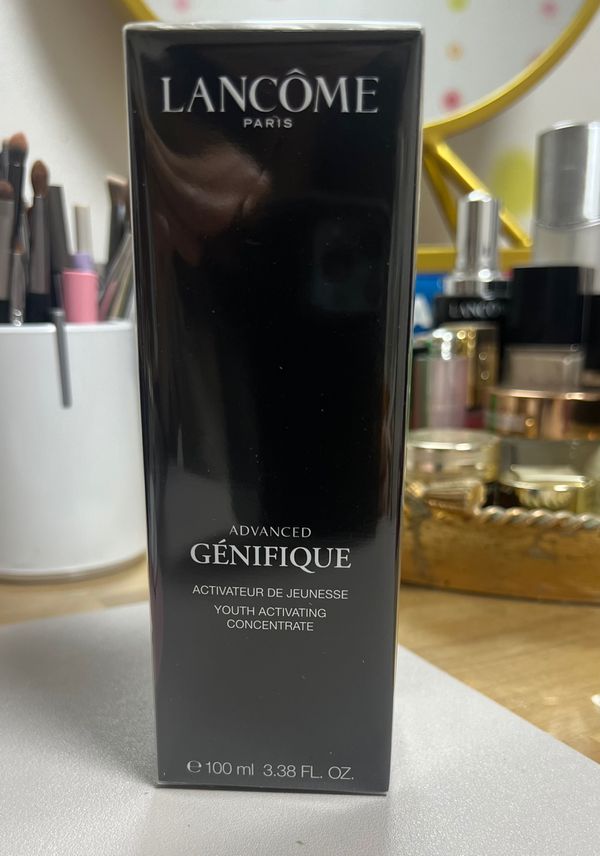 LANCÔME
PARIS
ADVANCED
GÉNIFIQUE
ACTIVATEUR DE JEUNESSE
YOUTH ACTIVATING
CONCENTRATE
℮ 100 ml 3.38 FL. OZ.